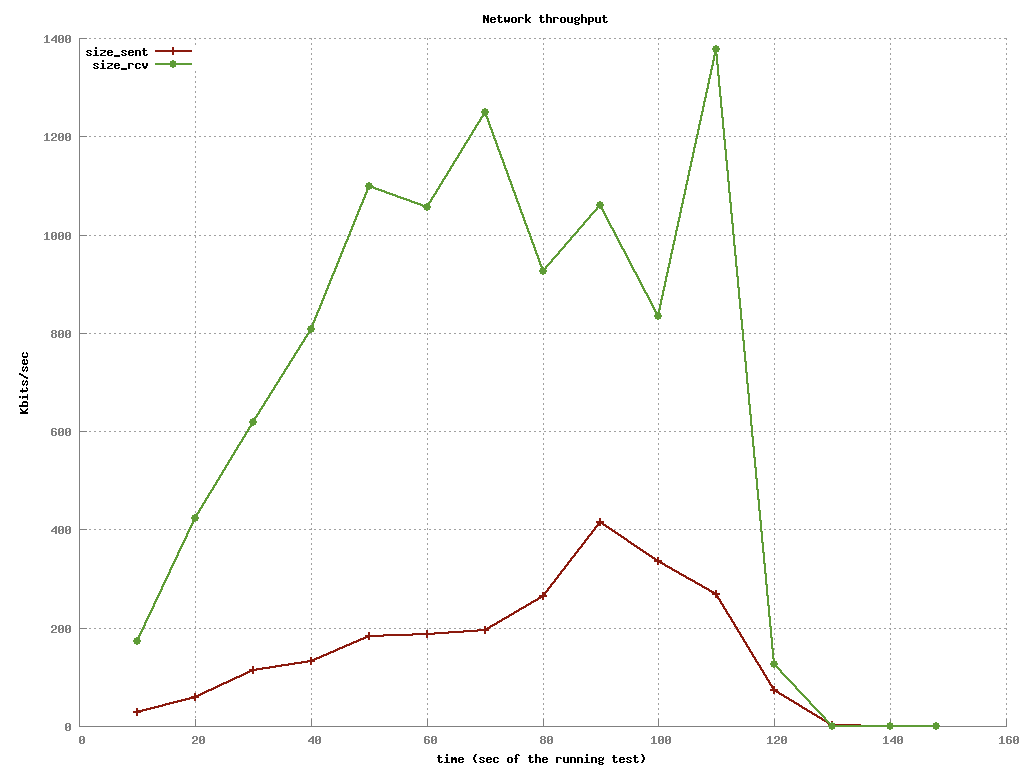 Network throughput
size_sent
size_rcv
1400
1200
1000
800
600
400
200
0
Kbits/sec
0 20 40 60 80 100 120 140 160
time (sec of the running test)